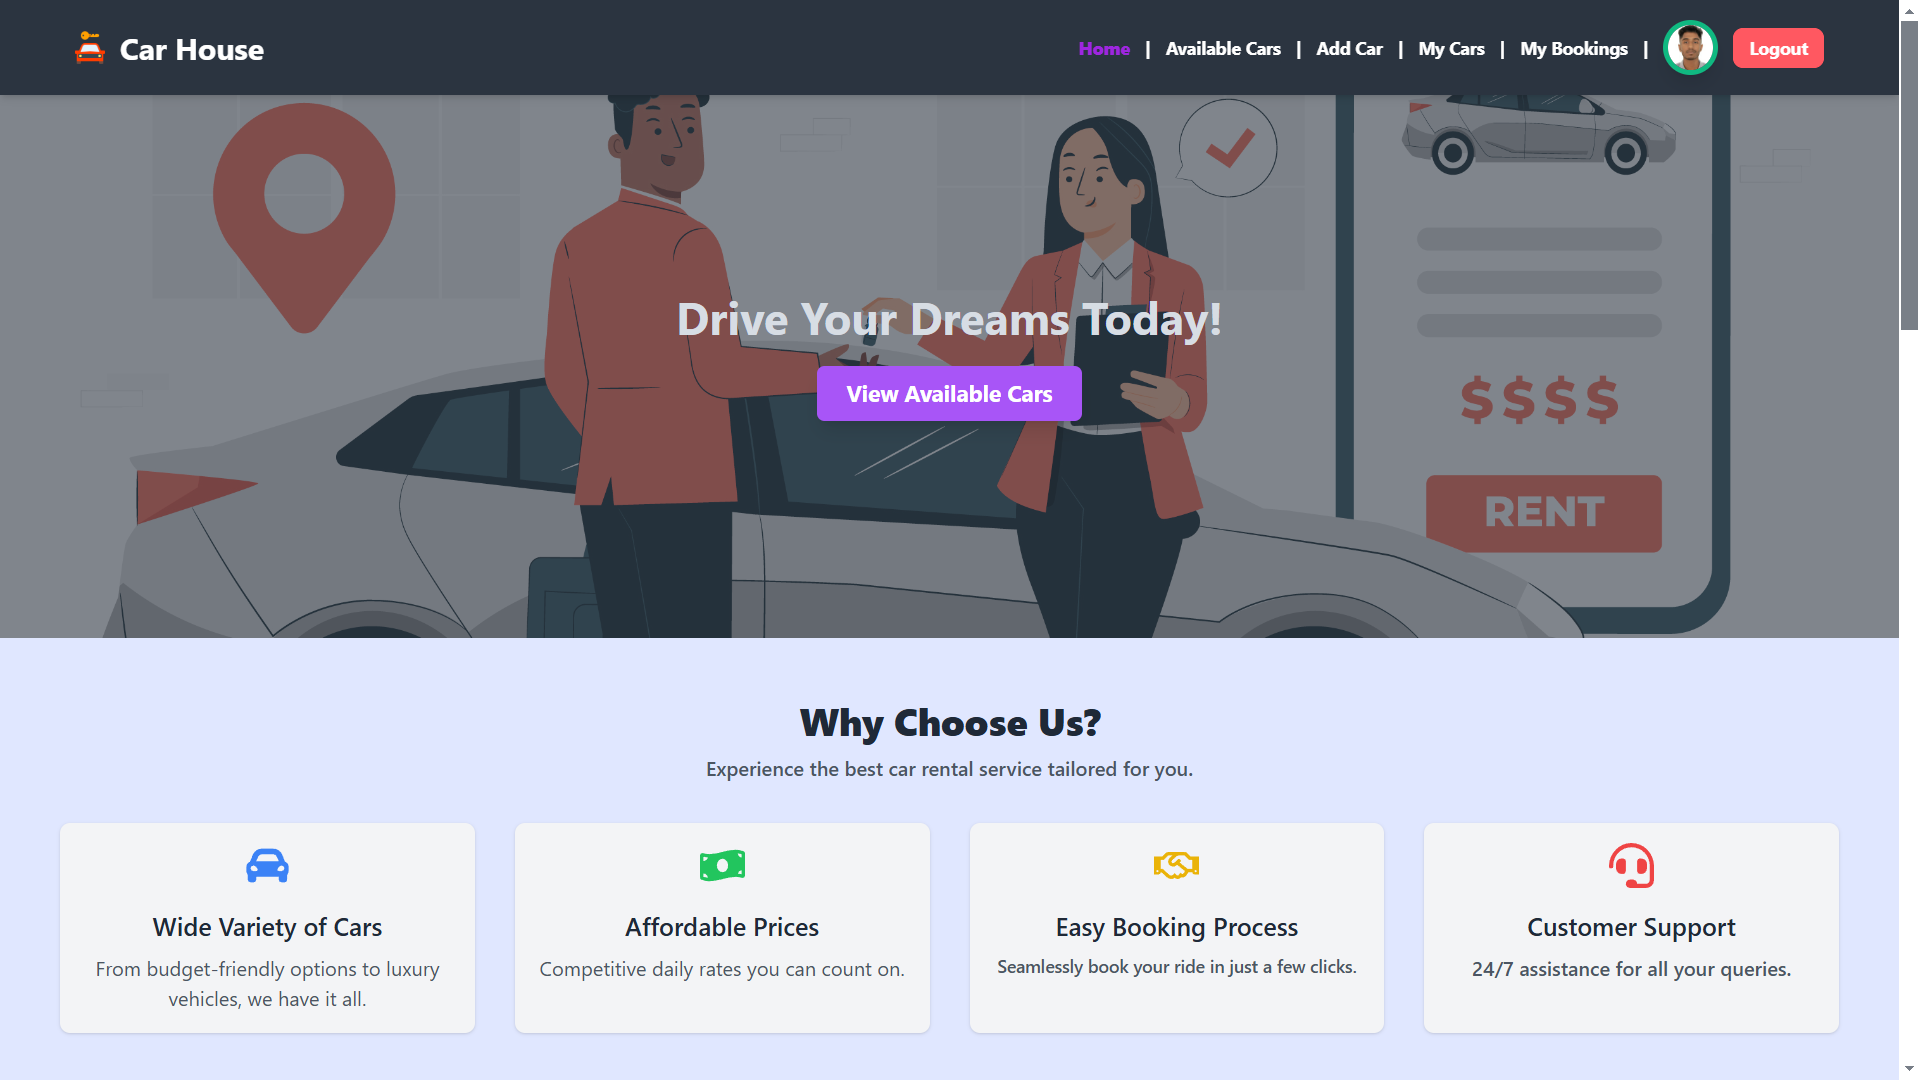 Car House
Home | Available Cars | Add Car | My Cars | My Bookings | Logout
Drive Your Dreams Today!
View Available Cars
$$$$
RENT
Why Choose Us?
Experience the best car rental service tailored for you.
Wide Variety of Cars
From budget-friendly options to luxury
vehicles, we have it all.
Affordable Prices
Competitive daily rates you can count on.
Easy Booking Process
Seamlessly book your ride in just a few clicks.
Customer Support
24/7 assistance for all your queries.